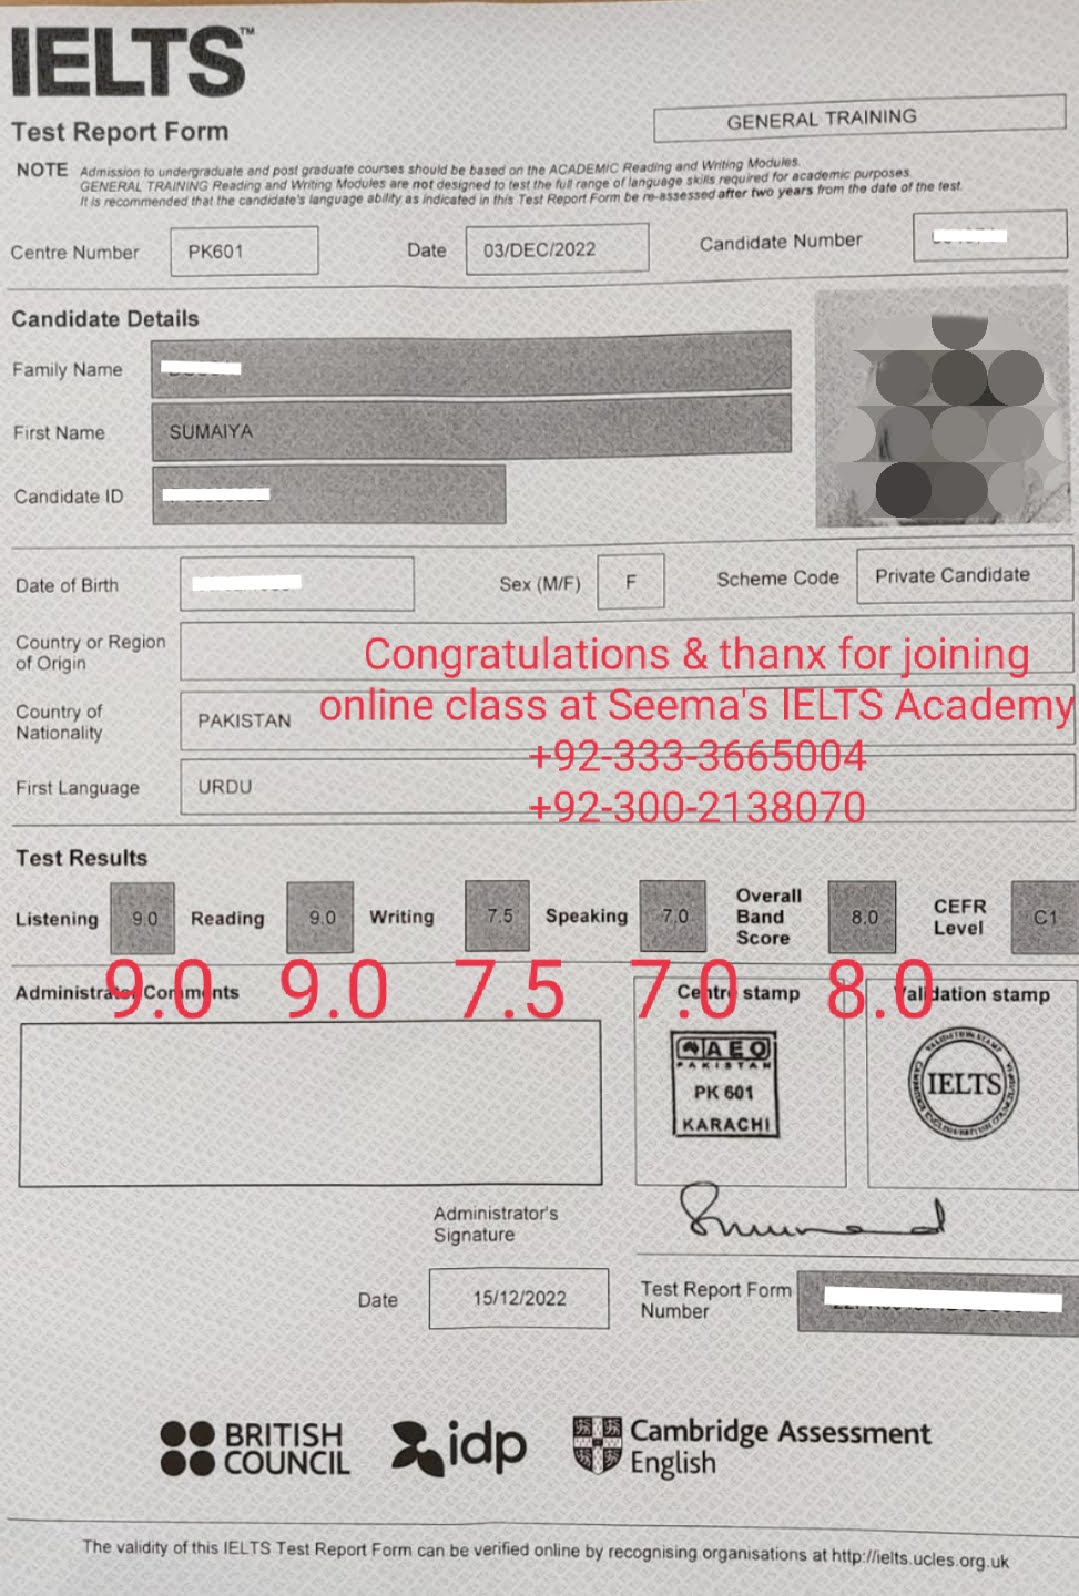 IELTS™
Test Report Form
GENERAL TRAINING
NOTE Admission to undergraduate and post graduate courses should be based on the ACADEMIC Reading and Writing Modules.
GENERAL TRAINING Reading and Writing Modules are not designed to test the full range of language skills required for academic purposes.
It is recommended that the candidate's language ability as indicated in this Test Report Form be re-assessed after two years from the date of the test.
Centre Number PK601 Date 03/DEC/2022 Candidate Number
Candidate Details
Family Name
First Name SUMAIYA
Candidate ID
Date of Birth Sex (M/F) F Scheme Code Private Candidate
Country or Region
of Origin
Congratulations & thanx for joining
online class at Seema's IELTS Academy
+92-333-3665004
+92-300-2138070
Country of
Nationality
PAKISTAN
First Language URDU
Test Results
Listening 9.0 Reading 9.0 Writing 7.5 Speaking 7.0 Overall
Band
Score 8.0 CEFR
Level C1
9.0 9.0 7.5 7.0 8.0
Administrator Comments Centre stamp Validation stamp
AEO
PAKISTAN
PK 601
KARACHI
IELTS
Administrator's
Signature
Date 15/12/2022
Test Report Form
Number
BRITISH
COUNCIL
idp
Cambridge Assessment
English
The validity of this IELTS Test Report Form can be verified online by recognising organisations at http://ielts.ucles.org.uk